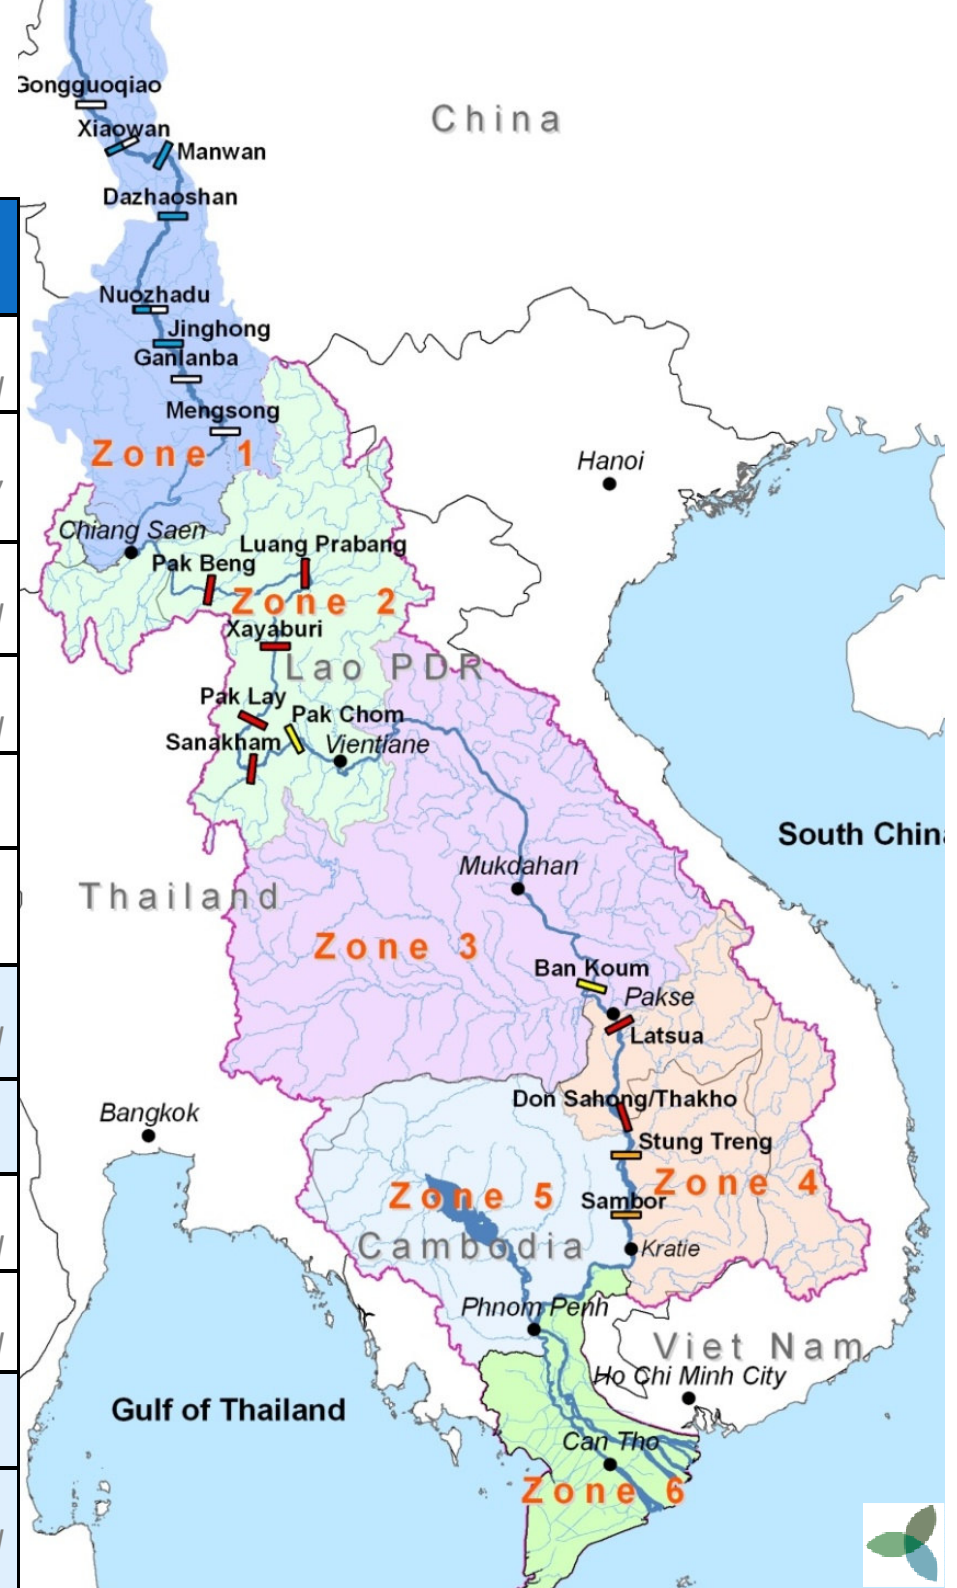 Gongguoqiao
China
Xiaowan
Manwan
Dazhaoshan
Nuozhadu
Jinghong
Ganlanba
Mengsong
Zone 1
Hanoi
Chiang Saen
Luang Prabang
Pak Beng
Zone 2
Xayaburi
Lao PDR
Pak Lay
Pak Chom
Sanakham
Vientiane
South China
Mukdahan
Thailand
Zone 3
Ban Koum
Pakse
Latsua
Don Sahong/Thakho
Bangkok
Stung Treng
Zone 4
Zone 5
Sambor
Cambodia
Kratie
Phnom Penh
Viet Nam
Ho Chi Minh City
Gulf of Thailand
Can Tho
Zone 6